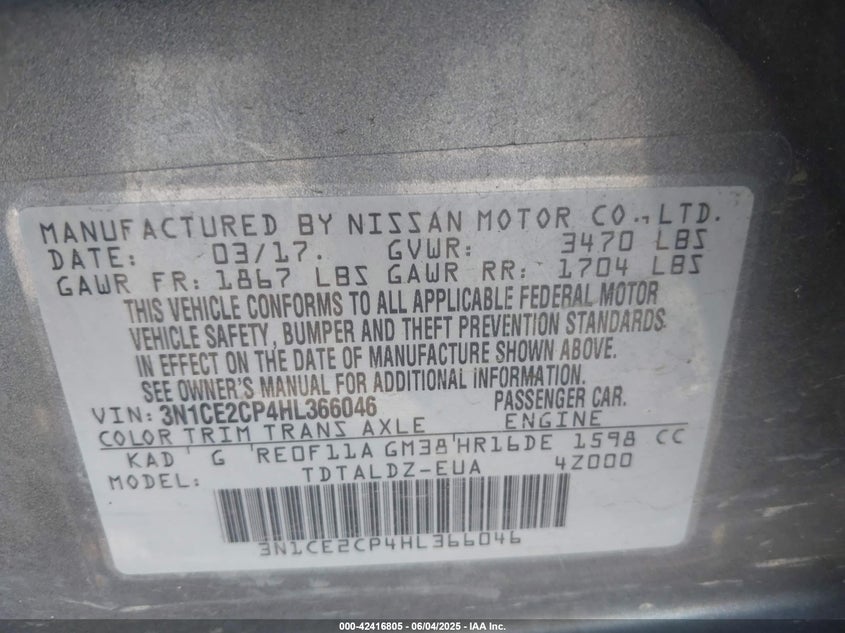 MANUFACTURED BY NISSAN MOTOR CO., LTD.
DATE: 03/17. GVWR: 3470 LBS
GAWR FR: 1867 LBS GAWR RR: 1704 LBS
THIS VEHICLE CONFORMS TO ALL APPLICABLE FEDERAL MOTOR
VEHICLE SAFETY, BUMPER AND THEFT PREVENTION STANDARDS
IN EFFECT ON THE DATE OF MANUFACTURE SHOWN ABOVE.
SEE OWNER'S MANUAL FOR ADDITIONAL INFORMATION.
VIN: 3N1CE2CP4HL366046 PASSENGER CAR.
COLOR TRIM TRANS AXLE ENGINE
KAD G RE0F11A GM38 HR16DE 1598 CC
MODEL: TDTALDZ-EUA 4Z000
3N1CE2CP4HL366046
000-42416805 - 06/04/2025 - IAA Inc.